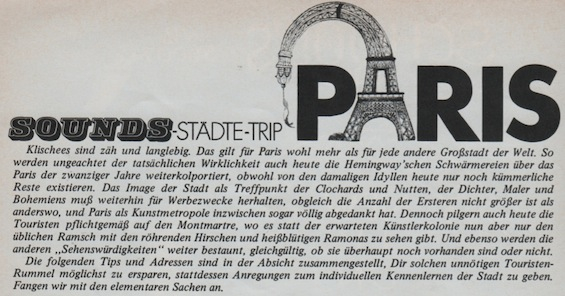 PARIS
SOUNDS-STÄDTE-TRIP
Klischees sind zäh und langlebig. Das gilt für Paris wohl mehr als für jede andere Großstadt der Welt. So
werden ungeachtet der tatsächlichen Wirklichkeit auch heute die Hemingway'schen Schwärmereien über das
Paris der zwanziger Jahre weiterkolportiert, obwohl von den damaligen Idyllen heute nur noch kümmerliche
Reste existieren. Das Image der Stadt als Treffpunkt der Clochards und Nutten, der Dichter, Maler und
Bohemiens muß weiterhin für Werbezwecke herhalten, obgleich die Anzahl der Ersteren nicht größer ist als
anderswo, und Paris als Kunstmetropole inzwischen sogar völlig abgedankt hat. Dennoch pilgern auch heute die
Touristen pflichtgemäß auf den Montmartre, wo es statt der erwarteten Künstlerkolonie nun aber nur den
üblichen Ramsch mit den röhrenden Hirschen und heißblütigen Ramonas zu sehen gibt. Und ebenso werden die
anderen „Sehenswürdigkeiten" weiter bestaunt, gleichgültig, ob sie überhaupt noch vorhanden sind oder nicht.
Die folgenden Tips und Adressen sind in der Absicht zusammengestellt, Dir solchen unnötigen Touristen-
Rummel möglichst zu ersparen, stattdessen Anregungen zum individuellen Kennenlernen der Stadt zu geben.
Fangen wir mit den elementaren Sachen an.